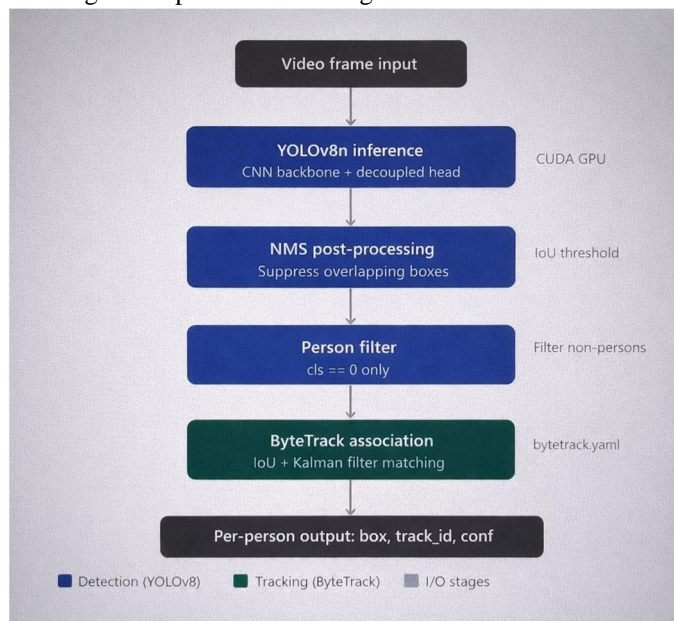 Video frame input
YOLOv8n inference
CNN backbone + decoupled head
CUDA GPU
NMS post-processing
Suppress overlapping boxes
IoU threshold
Person filter
cls == 0 only
Filter non-persons
ByteTrack association
IoU + Kalman filter matching
bytetrack.yaml
Per-person output: box, track_id, conf
Detection (YOLOv8)
Tracking (ByteTrack)
I/O stages